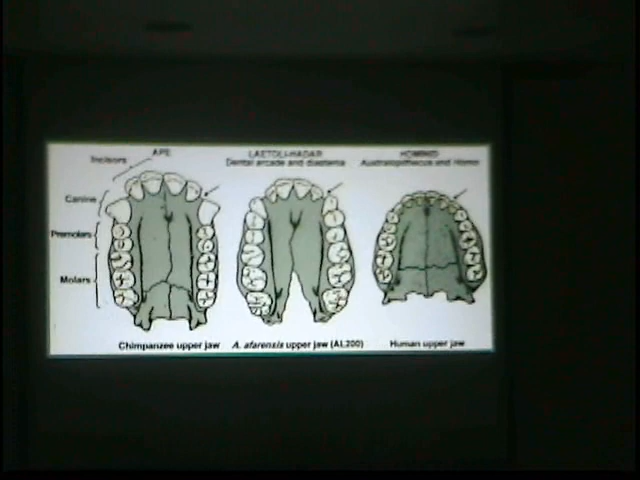 APE
Incisors
LAETOLI-HADAR
Dental arcade and diastema
HOMINID
Australopithecus and Homo
Canine
Premolars
Molars
Chimpanzee upper jaw
A. afarensis upper jaw (AL200)
Human upper jaw